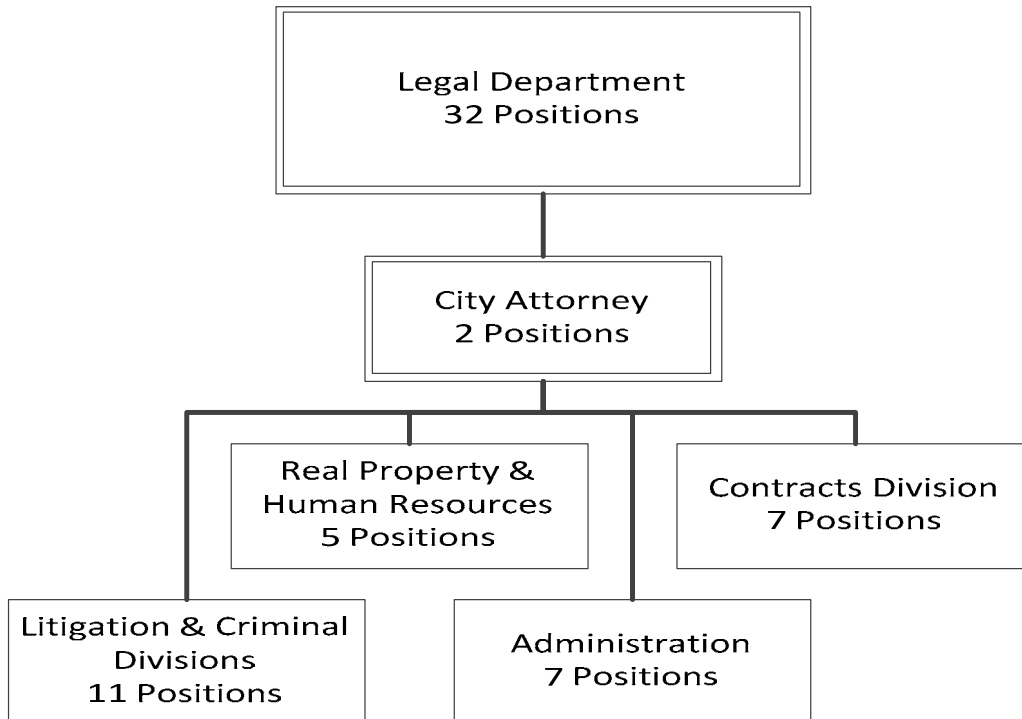 Legal Department
32 Positions
City Attorney
2 Positions
Real Property &
Human Resources
5 Positions
Contracts Division
7 Positions
Litigation & Criminal
Divisions
11 Positions
Administration
7 Positions